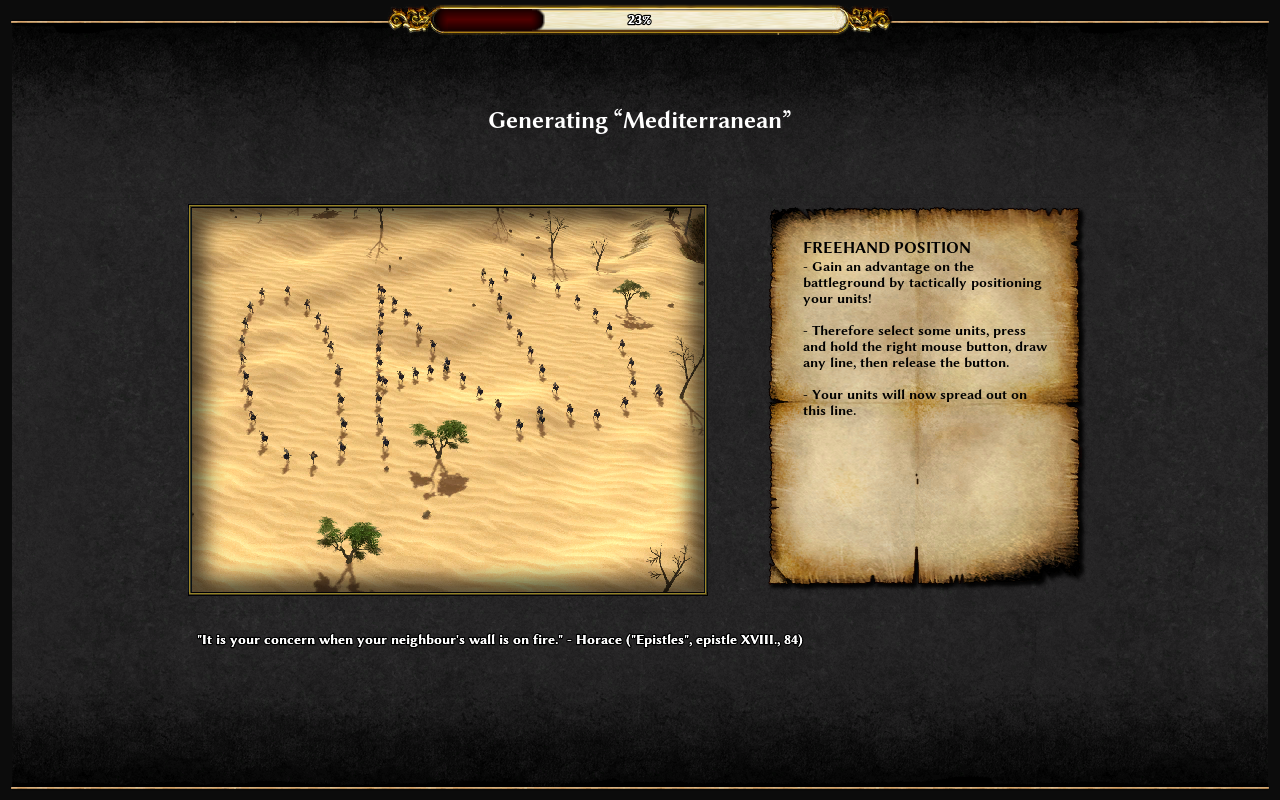 23%
Generating “Mediterranean”
FREEHAND POSITION
- Gain an advantage on the
battleground by tactically positioning
your units!
- Therefore select some units, press
and hold the right mouse button, draw
any line, then release the button.
- Your units will now spread out on
this line.
"It is your concern when your neighbour's wall is on fire." - Horace ("Epistles", epistle XVIII., 84)